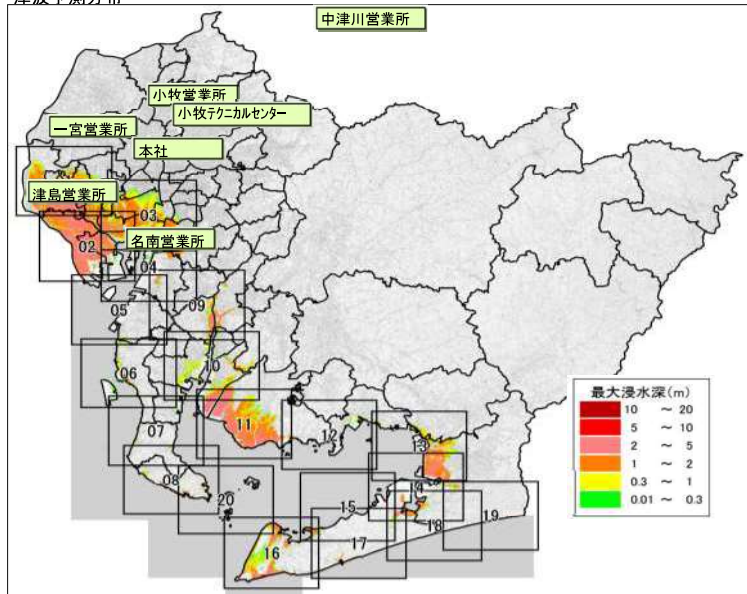 津波予測分布
中津川営業所
小牧営業所
小牧テクニカルセンター
一宮営業所
本社
津島営業所
03
02
名南営業所
04
05
09
06
10
07
11
12
13
08
20
14
15
18
19
16
17
最大浸水深(m)
10 ～ 20
5 ～ 10
2 ～ 5
1 ～ 2
0.3 ～ 1
0.01 ～ 0.3